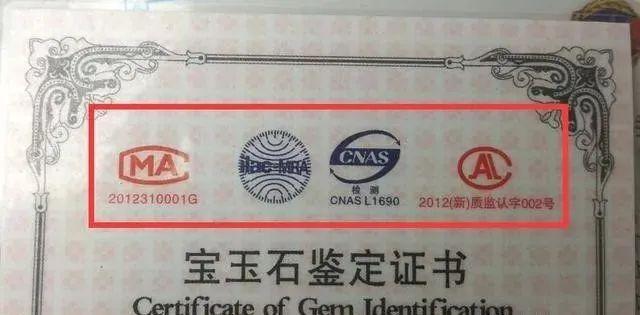 MA
2012310001G
ilac-MRA
CNAS
检测
CNAS L1690
AL
2012(新)质监认字002号
宝玉石鉴定证书
Certificate of Gem Identification